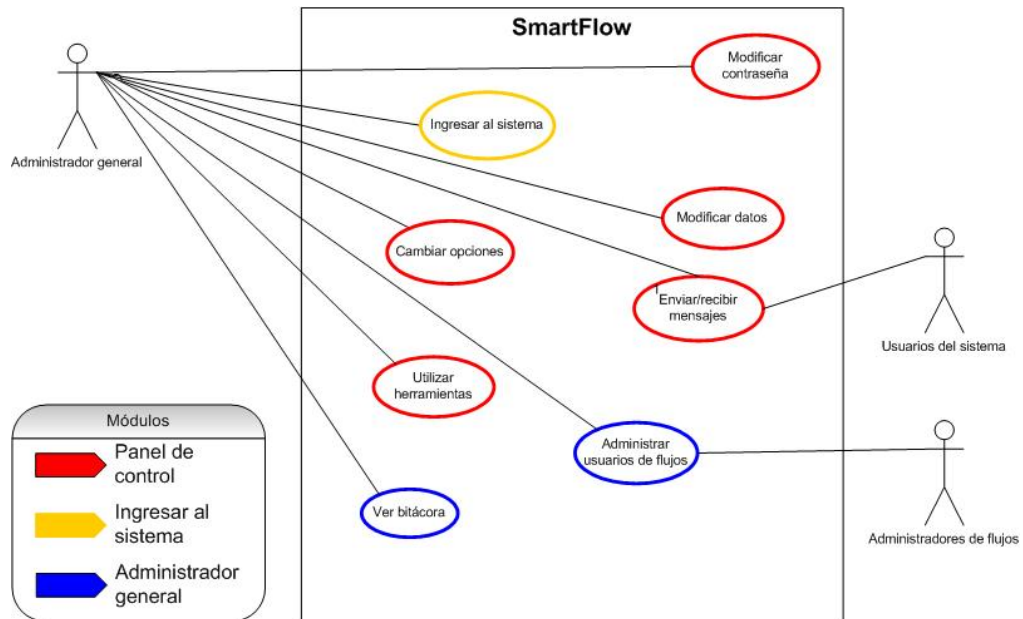 SmartFlow
Modificar
contraseña
Ingresar al sistema
Administrador general
Modificar datos
Cambiar opciones
Enviar/recibir
mensajes
Usuarios del sistema
Utilizar
herramientas
Administrar
usuarios de flujos
Ver bitácora
Administradores de flujos
Módulos
Panel de
control
Ingresar al
sistema
Administrador
general